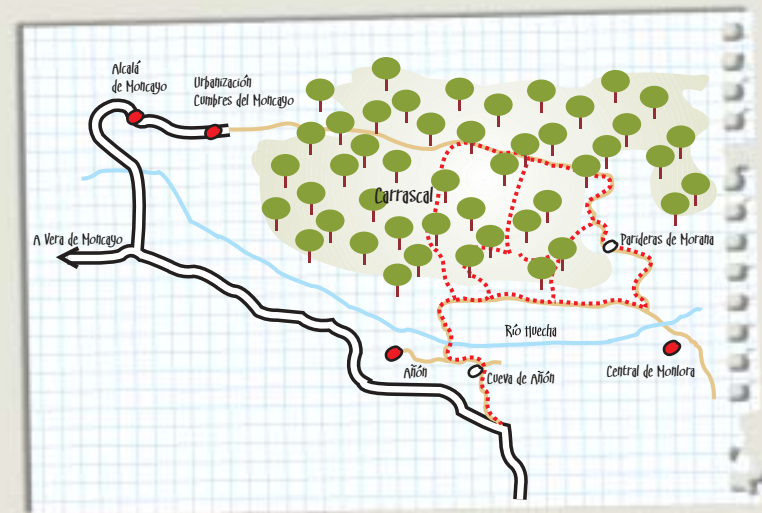 Alcalá
de Moncayo
Urbanización
Cumbres del Moncayo
Carrascal
A Vera de Moncayo
Parideras de Morana
Río Huecha
Añón
Cueva de Añón
Central de Monlora